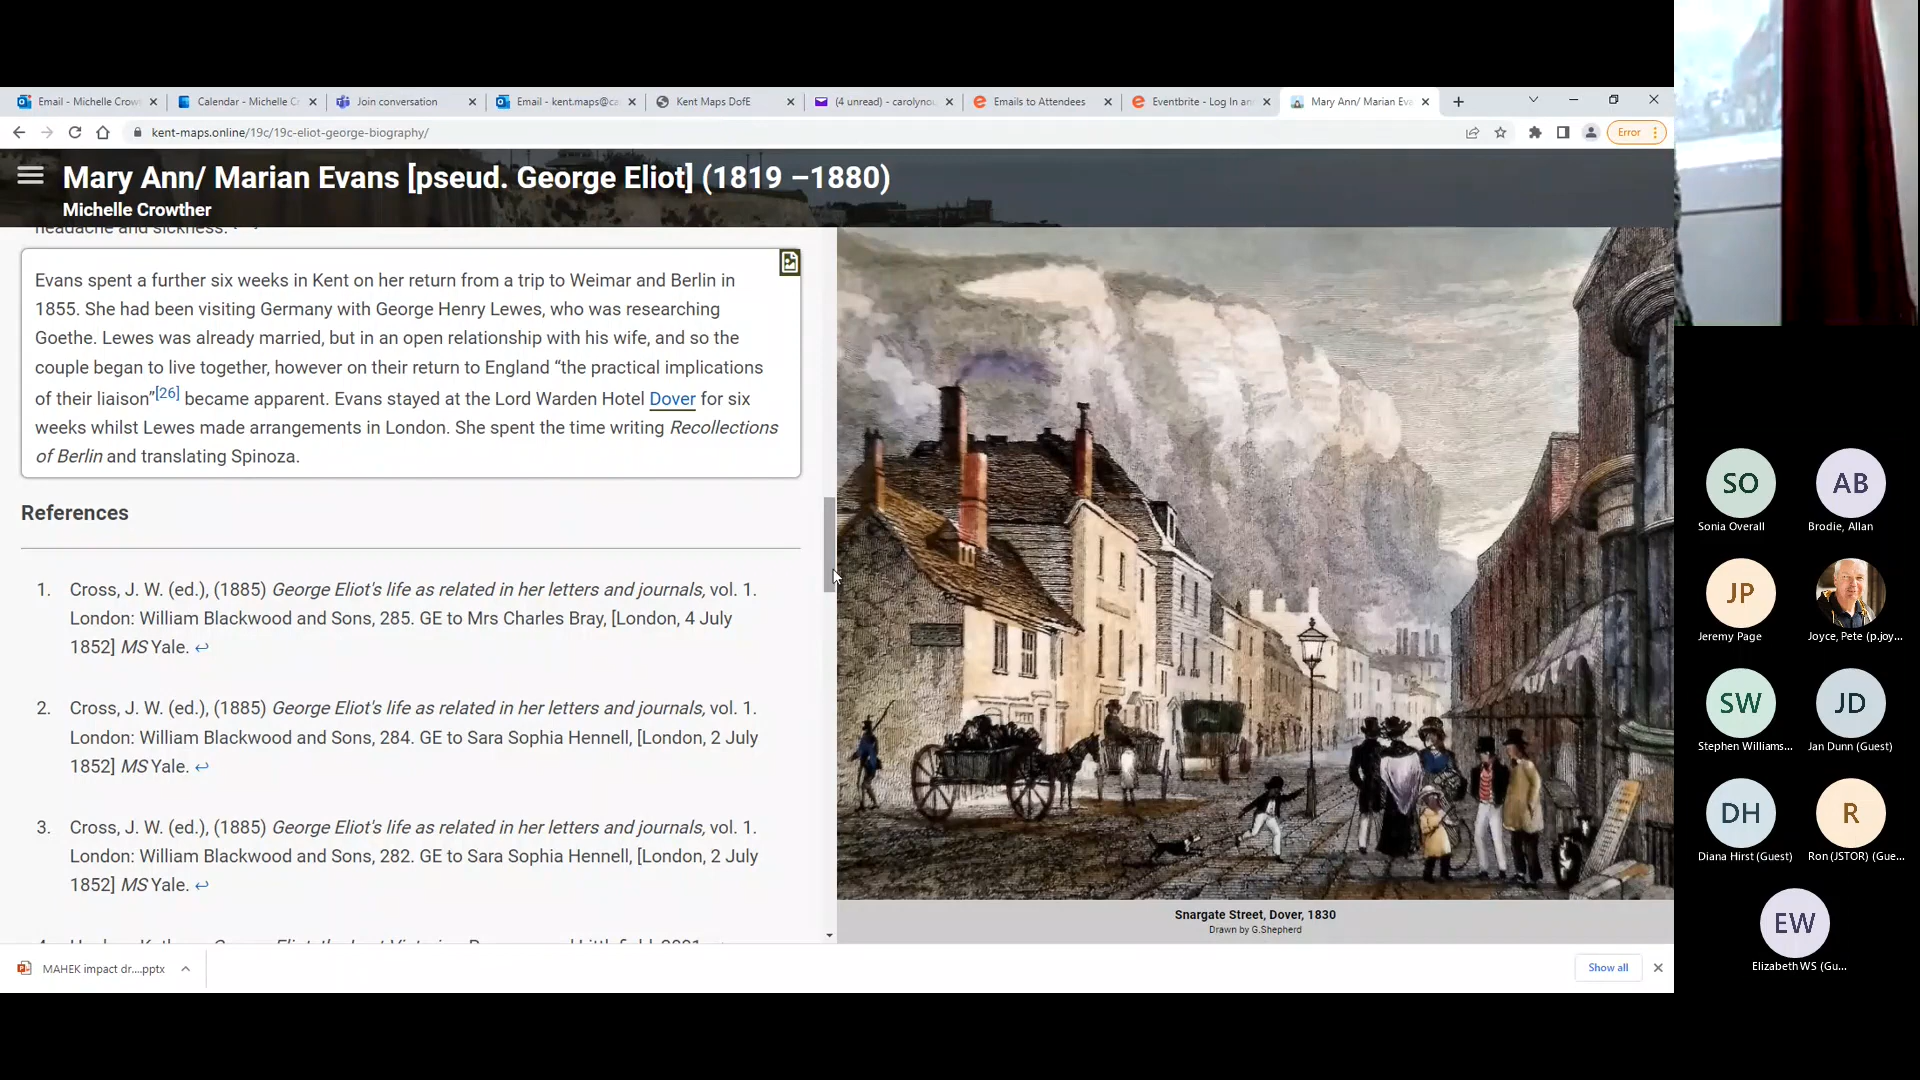 Email - Michelle Crow
Calendar - Michelle C
Join conversation
Email - kent.maps@ca
Kent Maps DofE
(4 unread) - carolynou
Emails to Attendees
Eventbrite - Log In an
Mary Ann/ Marian Eva
kent-maps.online/19c/19c-eliot-george-biography/
Error
Mary Ann/ Marian Evans [pseud. George Eliot] (1819 –1880)
Michelle Crowther
headache and sickness.
Evans spent a further six weeks in Kent on her return from a trip to Weimar and Berlin in
1855. She had been visiting Germany with George Henry Lewes, who was researching
Goethe. Lewes was already married, but in an open relationship with his wife, and so the
couple began to live together, however on their return to England “the practical implications
of their liaison”[26] became apparent. Evans stayed at the Lord Warden Hotel Dover for six
weeks whilst Lewes made arrangements in London. She spent the time writing Recollections
of Berlin and translating Spinoza.
References
1. Cross, J. W. (ed.), (1885) George Eliot's life as related in her letters and journals, vol. 1.
London: William Blackwood and Sons, 285. GE to Mrs Charles Bray, [London, 4 July
1852] MS Yale. ↩
2. Cross, J. W. (ed.), (1885) George Eliot's life as related in her letters and journals, vol. 1.
London: William Blackwood and Sons, 284. GE to Sara Sophia Hennell, [London, 2 July
1852] MS Yale. ↩
3. Cross, J. W. (ed.), (1885) George Eliot's life as related in her letters and journals, vol. 1.
London: William Blackwood and Sons, 282. GE to Sara Sophia Hennell, [London, 2 July
1852] MS Yale. ↩
Snargate Street, Dover, 1830
Drawn by G.Shepherd
MAHEK impact dr....pptx
Show all
SO
Sonia Overall
AB
Brodie, Allan
JP
Jeremy Page
Joyce, Pete (p.joy...
SW
Stephen Williams...
JD
Jan Dunn (Guest)
DH
Diana Hirst (Guest)
R
Ron (JSTOR) (Gue...
EW
Elizabeth WS (Gu...